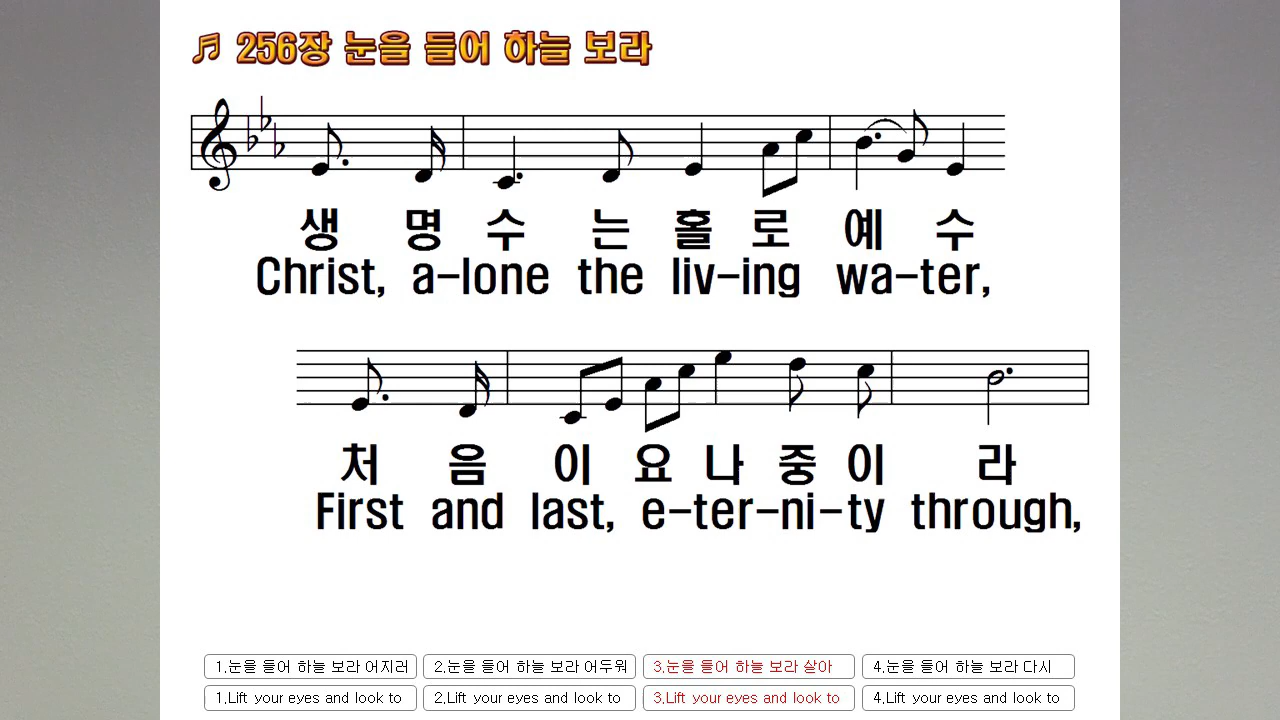 ♬ 256장 눈을 들어 하늘 보라
생 명 수 는 홀 로 예 수
Christ, a-lone the liv-ing wa-ter,
처 음 이 요 나 중 이 라
First and last, e-ter-ni-ty through,
1.눈을 들어 하늘 보라 어지러 2.눈을 들어 하늘 보라 어두워 3.눈을 들어 하늘 보라 살아 4.눈을 들어 하늘 보라 다시
1.Lift your eyes and look to 2.Lift your eyes and look to 3.Lift your eyes and look to 4.Lift your eyes and look to